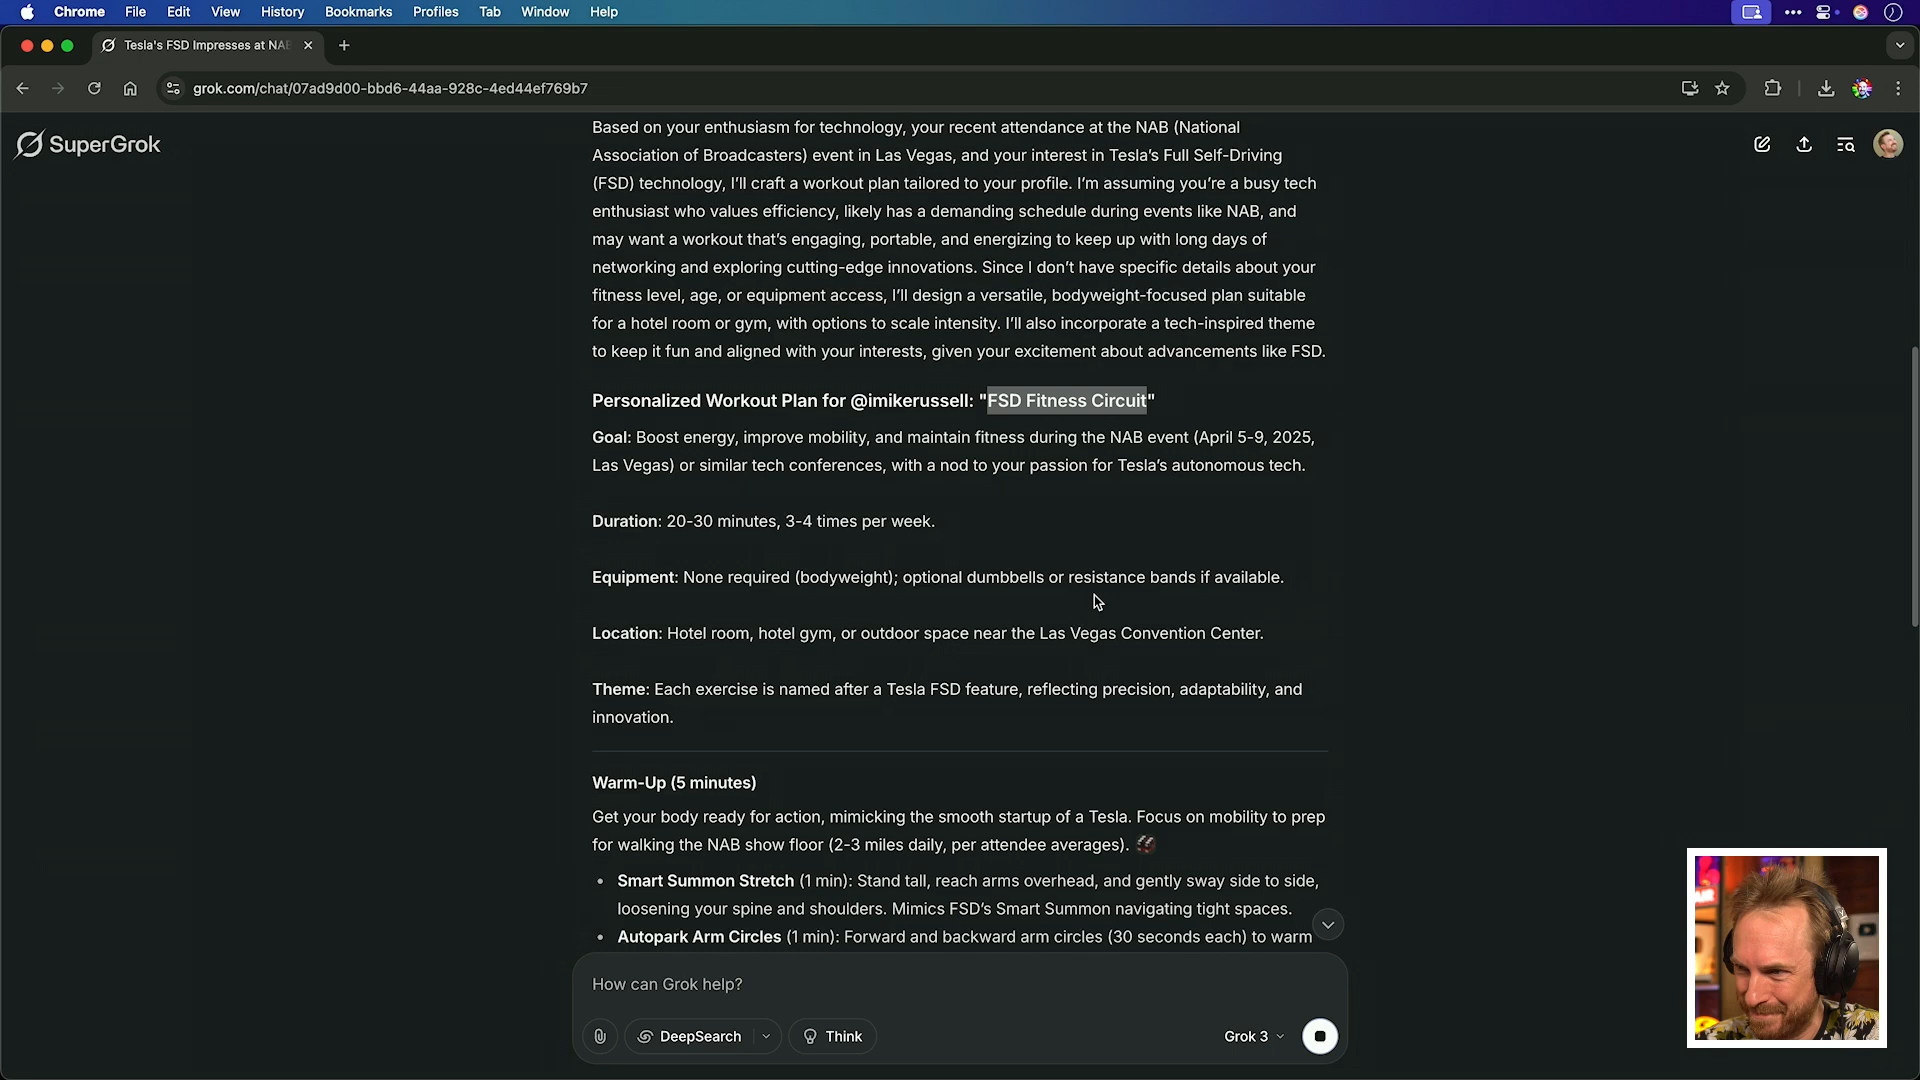 Chrome File Edit View History Bookmarks Profiles Tab Window Help
Tesla's FSD Impresses at NAB
grok.com/chat/07ad9d00-bbd6-44aa-928c-4ed44ef769b7
SuperGrok
Based on your enthusiasm for technology, your recent attendance at the NAB (National
Association of Broadcasters) event in Las Vegas, and your interest in Tesla's Full Self-Driving
(FSD) technology, I'll craft a workout plan tailored to your profile. I'm assuming you're a busy tech
enthusiast who values efficiency, likely has a demanding schedule during events like NAB, and
may want a workout that's engaging, portable, and energizing to keep up with long days of
networking and exploring cutting-edge innovations. Since I don't have specific details about your
fitness level, age, or equipment access, I'll design a versatile, bodyweight-focused plan suitable
for a hotel room or gym, with options to scale intensity. I'll also incorporate a tech-inspired theme
to keep it fun and aligned with your interests, given your excitement about advancements like FSD.
Personalized Workout Plan for @imikerussell: "FSD Fitness Circuit"
Goal: Boost energy, improve mobility, and maintain fitness during the NAB event (April 5-9, 2025,
Las Vegas) or similar tech conferences, with a nod to your passion for Tesla's autonomous tech.
Duration: 20-30 minutes, 3-4 times per week.
Equipment: None required (bodyweight); optional dumbbells or resistance bands if available.
Location: Hotel room, hotel gym, or outdoor space near the Las Vegas Convention Center.
Theme: Each exercise is named after a Tesla FSD feature, reflecting precision, adaptability, and
innovation.
Warm-Up (5 minutes)
Get your body ready for action, mimicking the smooth startup of a Tesla. Focus on mobility to prep
for walking the NAB show floor (2-3 miles daily, per attendee averages).
• Smart Summon Stretch (1 min): Stand tall, reach arms overhead, and gently sway side to side,
loosening your spine and shoulders. Mimics FSD's Smart Summon navigating tight spaces.
• Autopark Arm Circles (1 min): Forward and backward arm circles (30 seconds each) to warm
How can Grok help?
DeepSearch Think Grok 3